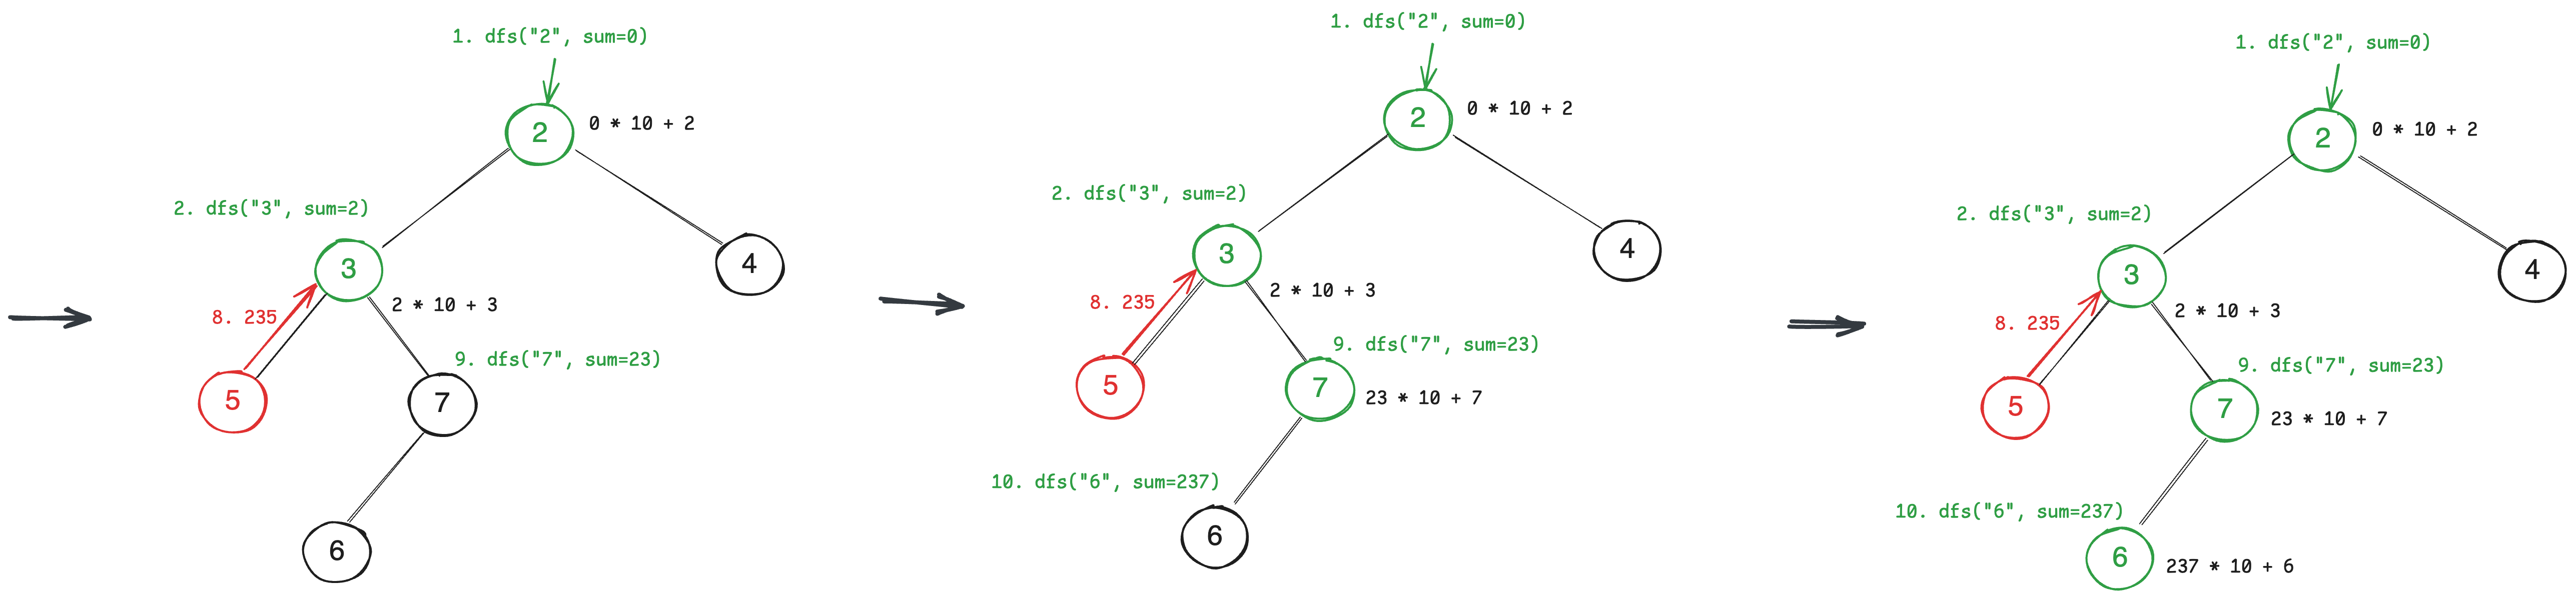 1. dfs("2", sum=0)
2
0 * 10 + 2
2. dfs("3", sum=2)
4
3
2 * 10 + 3
8. 235
9. dfs("7", sum=23)
5
7
6
1. dfs("2", sum=0)
2
0 * 10 + 2
2. dfs("3", sum=2)
4
3
2 * 10 + 3
8. 235
9. dfs("7", sum=23)
5
7
23 * 10 + 7
10. dfs("6", sum=237)
6
1. dfs("2", sum=0)
2
0 * 10 + 2
2. dfs("3", sum=2)
4
3
2 * 10 + 3
8. 235
9. dfs("7", sum=23)
5
7
23 * 10 + 7
10. dfs("6", sum=237)
6
237 * 10 + 6